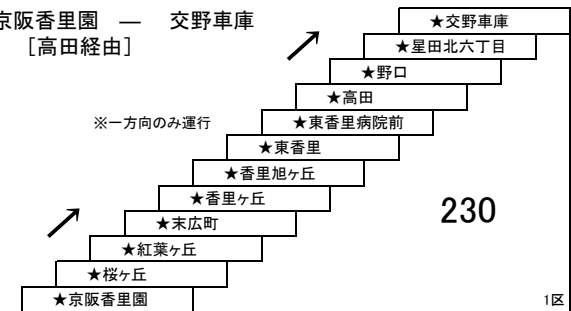 京阪香里園 ― 交野車庫
［高田経由］
★交野車庫
★星田北六丁目
★野口
★高田
※一方向のみ運行
★東香里病院前
★東香里
★香里旭ヶ丘
★香里ヶ丘
230
★末広町
★紅葉ヶ丘
★桜ヶ丘
★京阪香里園
1区